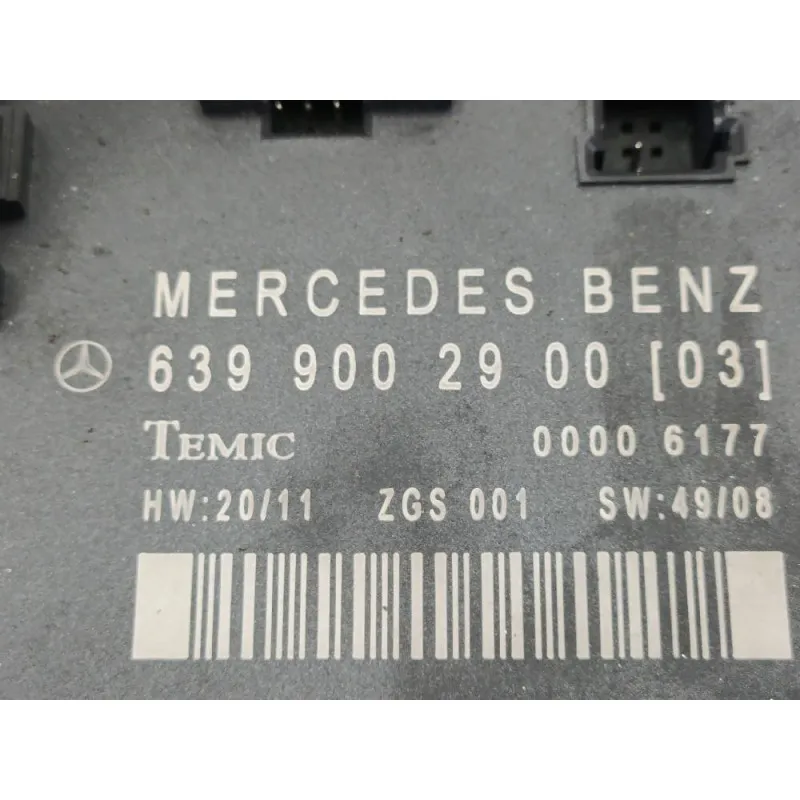 MERCEDES BENZ
639 900 29 00 [03]
TEMIC 0000 6177
HW:20/11 ZGS 001 SW:49/08